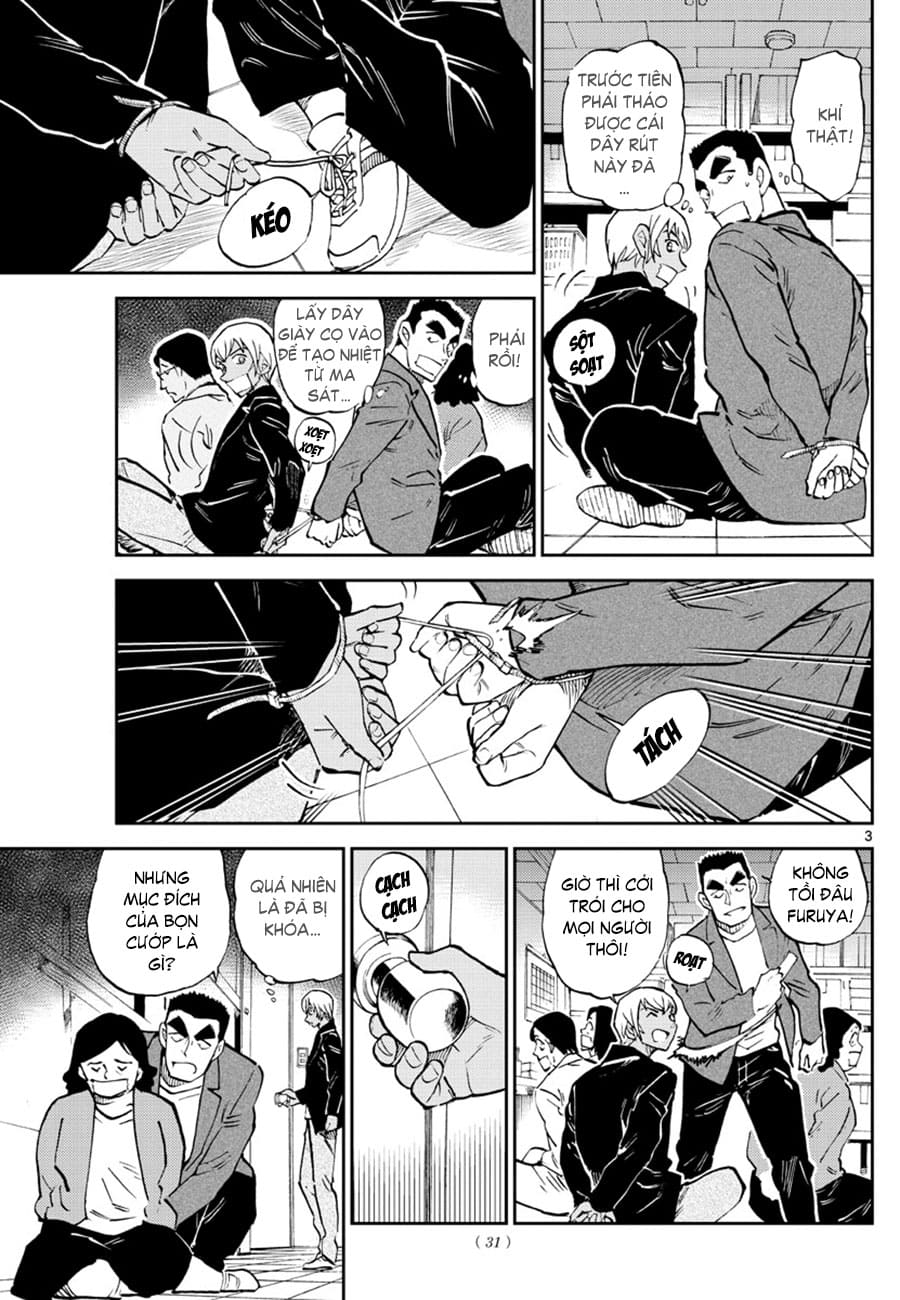 KHỈ
THẬT!
TRƯỚC TIÊN
PHẢI THÁO
ĐƯỢC CÁI
DÂY RÚT
NÀY ĐÃ
...
SỘT
SOẠT
KÉO
PHẢI
RỒI!
LẤY DÂY
GIÀY CỌ VÀO
ĐỂ TẠO NHIỆT
TỪ MA
SÁT...
XOẸT
XOẸT
TÁCH
3
KHÔNG
TỒI ĐÂU
FURUYA!
GIỜ THÌ CỞI
TRÓI CHO
MỌI NGƯỜI
THÔI!
ROẠT
CẠCH
CẠCH
QUẢ NHIÊN
LÀ ĐÃ BỊ
KHÓA...
NHƯNG
MỤC ĐÍCH
CỦA BỌN
CƯỚP LÀ
GÌ?
( 31 )